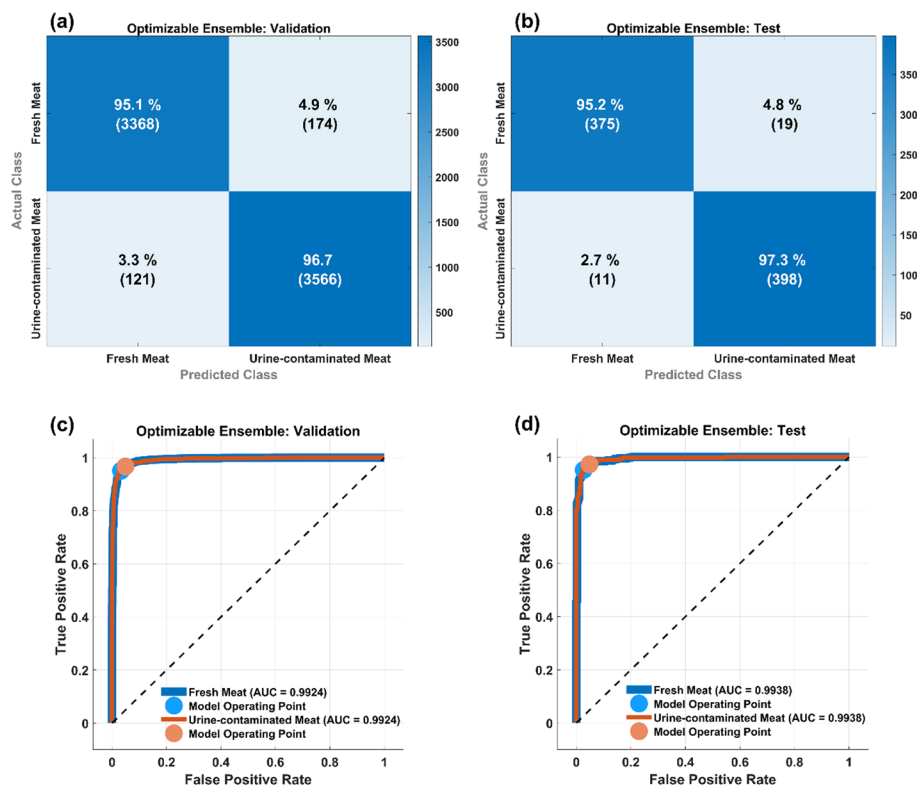 (a)
Optimizable Ensemble: Validation
Actual Class
Fresh Meat
Urine-contaminated Meat
95.1 %
(3368)
4.9 %
(174)
3.3 %
(121)
96.7
(3566)
3500
3000
2500
2000
1500
1000
500
Fresh Meat
Urine-contaminated Meat
Predicted Class
(b)
Optimizable Ensemble: Test
Actual Class
Fresh Meat
Urine-contaminated Meat
95.2 %
(375)
4.8 %
(19)
2.7 %
(11)
97.3 %
(398)
350
300
250
200
150
100
50
Fresh Meat
Urine-contaminated Meat
Predicted Class
(c)
Optimizable Ensemble: Validation
True Positive Rate
1
0.8
0.6
0.4
0.2
0
Fresh Meat (AUC = 0.9924)
Model Operating Point
Urine-contaminated Meat (AUC = 0.9924)
Model Operating Point
0
0.2
0.4
0.6
0.8
1
False Positive Rate
(d)
Optimizable Ensemble: Test
True Positive Rate
1
0.8
0.6
0.4
0.2
0
Fresh Meat (AUC = 0.9938)
Model Operating Point
Urine-contaminated Meat (AUC = 0.9938)
Model Operating Point
0
0.2
0.4
0.6
0.8
1
False Positive Rate